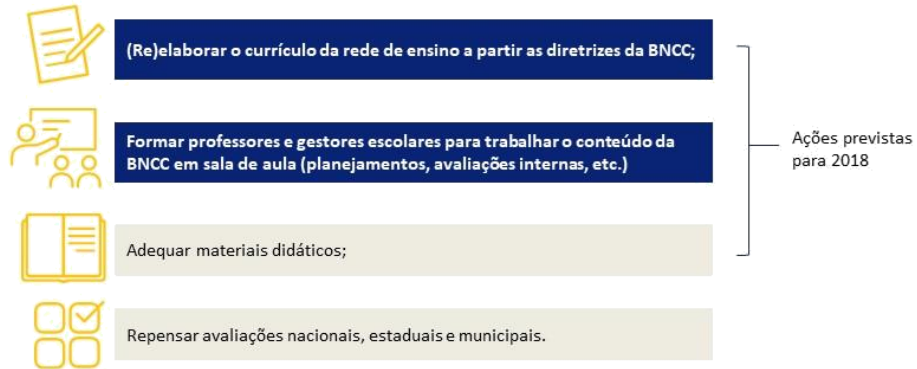 (Re)elaborar o currículo da rede de ensino a partir as diretrizes da BNCC;
Formar professores e gestores escolares para trabalhar o conteúdo da
BNCC em sala de aula (planejamentos, avaliações internas, etc.)
Ações previstas
para 2018
Adequar materiais didáticos;
Repensar avaliações nacionais, estaduais e municipais.